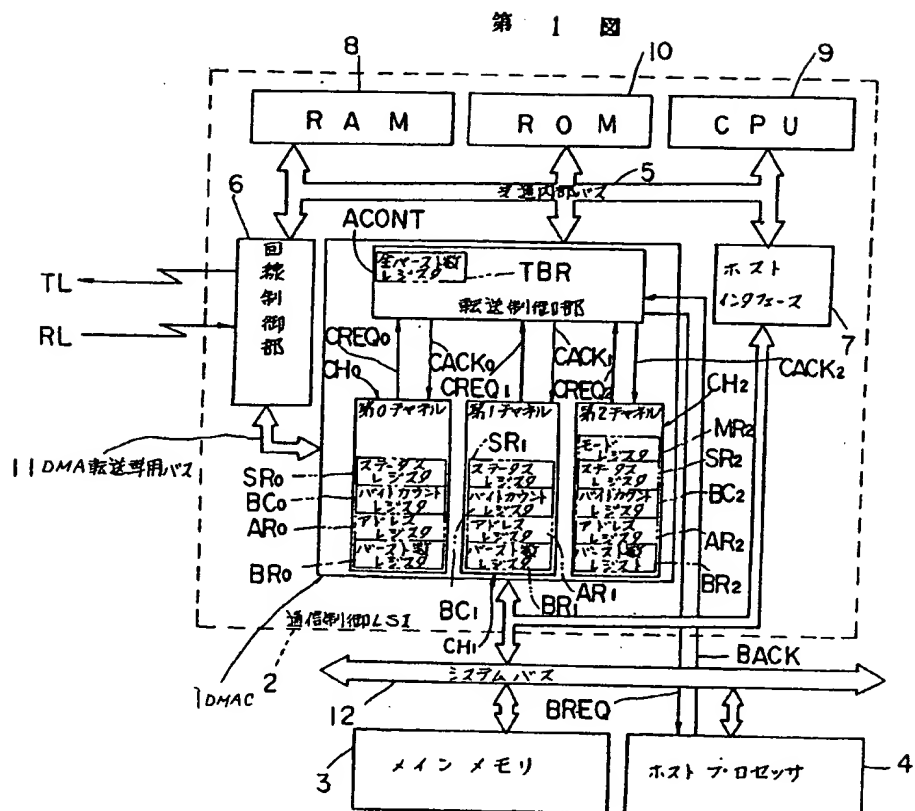 第 1 図
8
10
9
RAM
ROM
CPU
5
共通内部バス
6
ACONT
回線制御部
全バースト数
レジスタ
TBR
転送制御部
ホスト
インタフェース
7
TL
RL
CREQ0
CACK0
CREQ1
CACK1
CREQ2
CACK2
CH0
CH2
第0チャネル
第1チャネル
第2チャネル
SR1
モード
レジスタ
MR2
11 DMA転送専用バス
ステータス
レジスタ
ステータス
レジスタ
ステータス
レジスタ
SR0
SR2
バイトカウント
レジスタ
バイトカウント
レジスタ
バイトカウント
レジスタ
BC0
BC2
アドレス
レジスタ
アドレス
レジスタ
アドレス
レジスタ
AR0
AR2
バースト数
レジスタ
バースト数
レジスタ
バースト数
レジスト
BR0
BR2
AR1
BC1
BR1
通信制御LSI
2
CH1
BACK
1 DMAC
システムバス
12
BREQ
3
メインメモリ
ホストプロセッサ
4